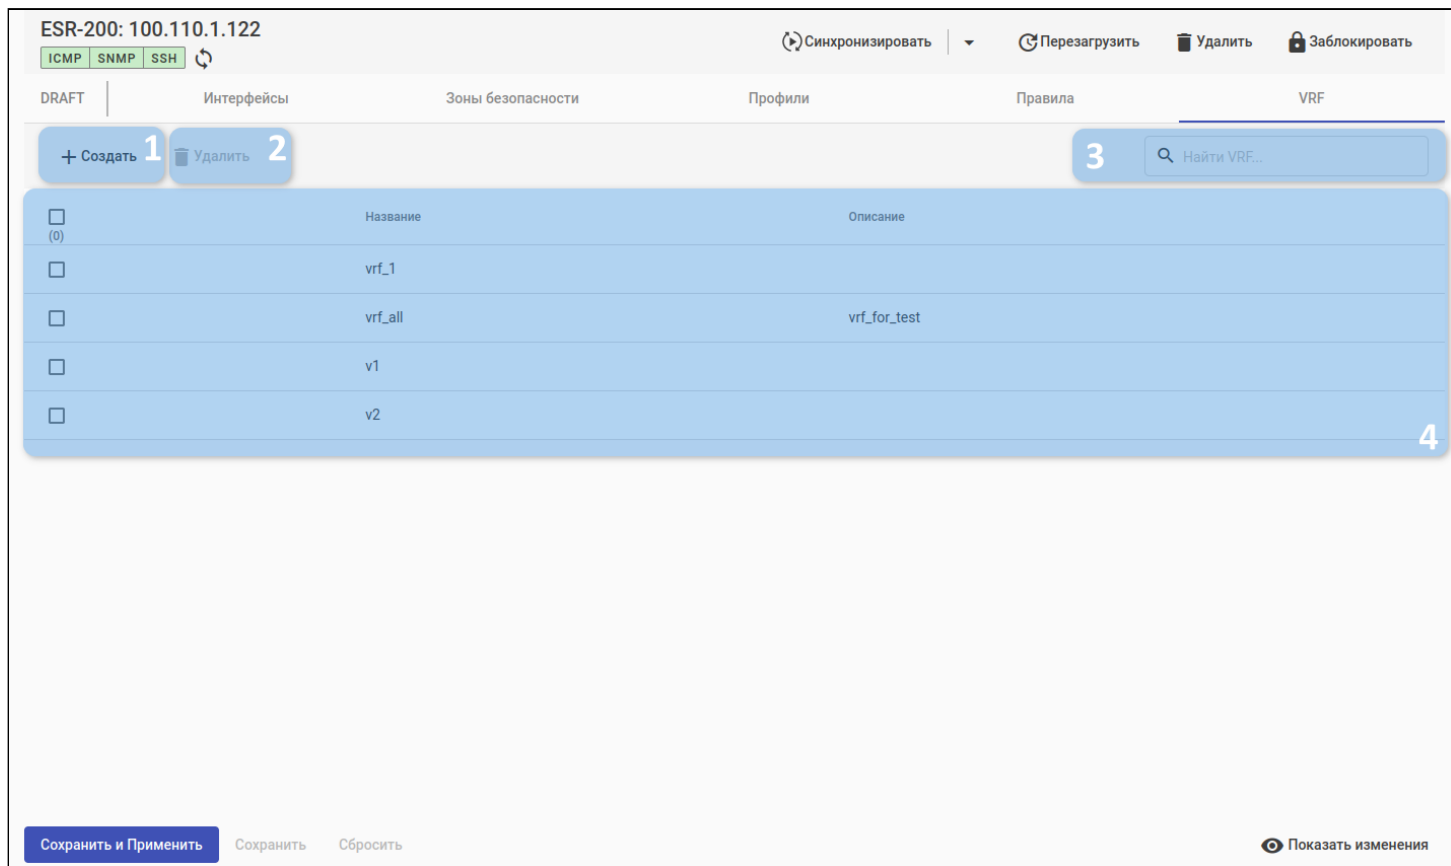 ESR-200: 100.110.1.122
Синхронизировать Перезагрузить Удалить Заблокировать
ICMP SNMP SSH
DRAFT Интерфейсы Зоны безопасности Профили Правила VRF
Создать 1 Удалить 2 3 Найти VRF...
Название Описание
(0)
vrf_1
vrf_all vrf_for_test
v1
v2
4
Сохранить и Применить Сохранить Сбросить Показать изменения